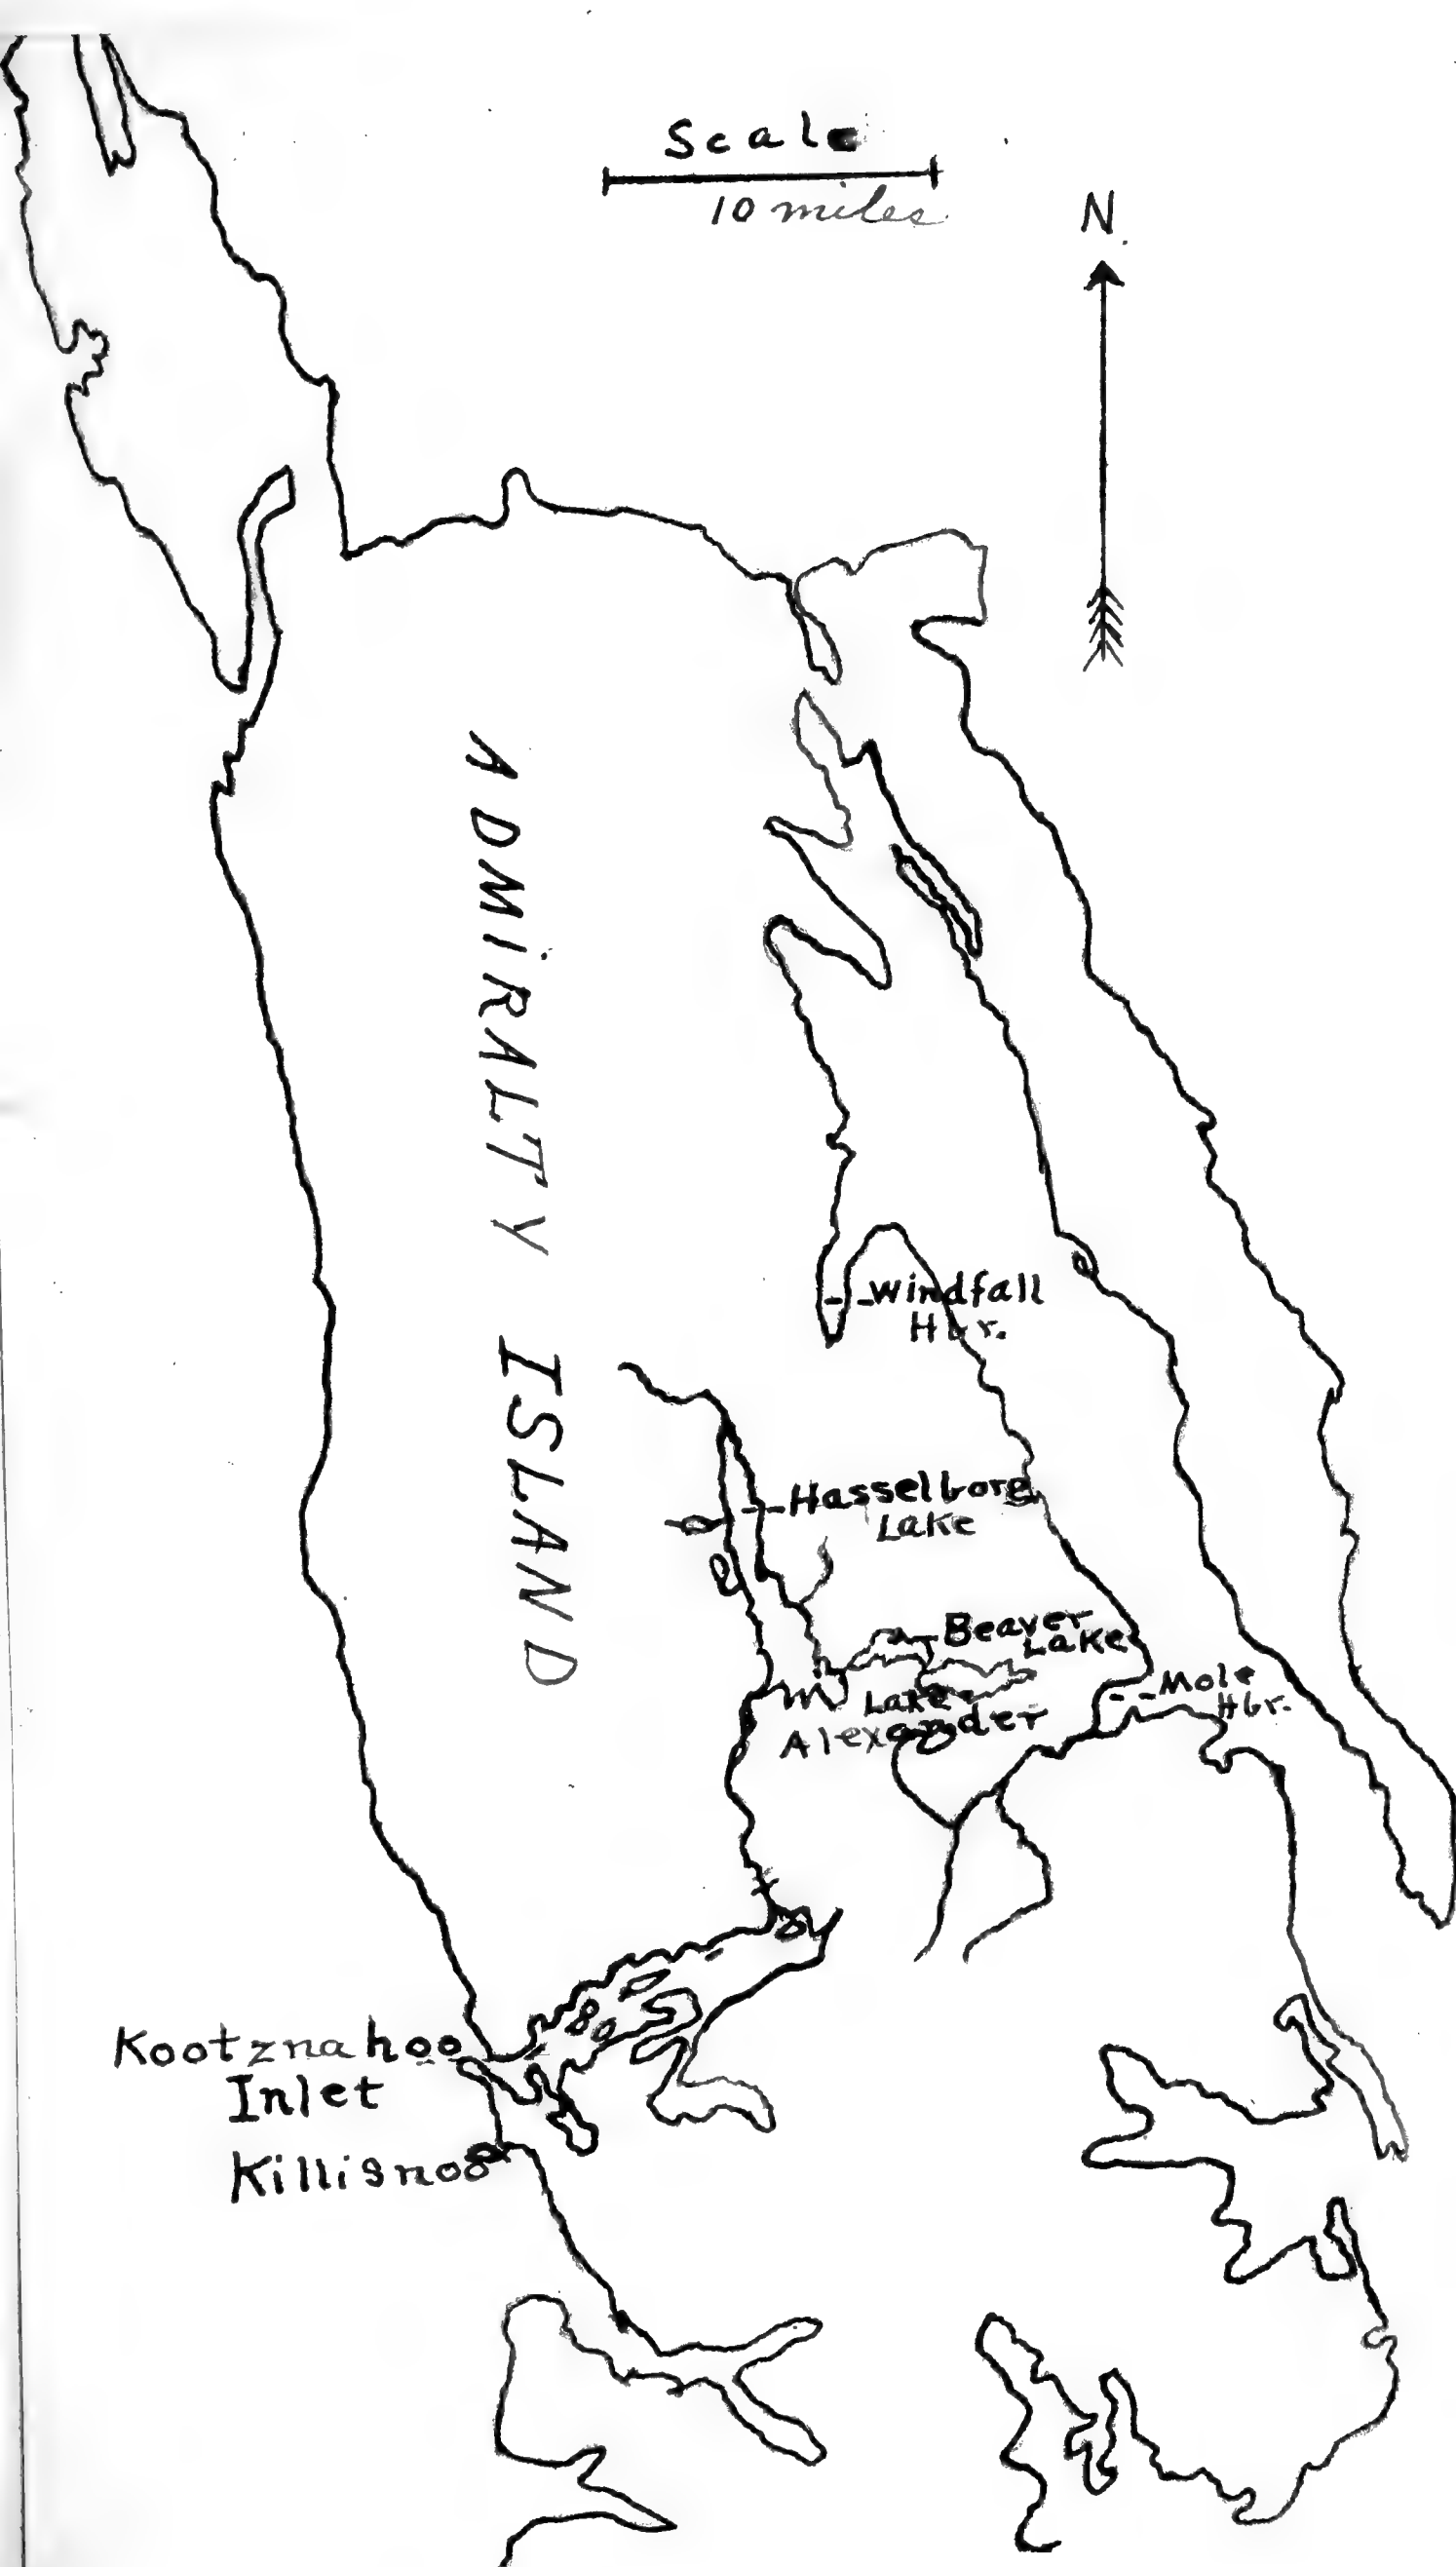 Scale
10 miles
N.
ADMIRALTY ISLAND
Windfall
Hbr.
Hasselborg
Lake
Beaver
Lake
Mole
Hbr.
Lake
Alexander
Kootznahoo
Inlet
Killisnoo